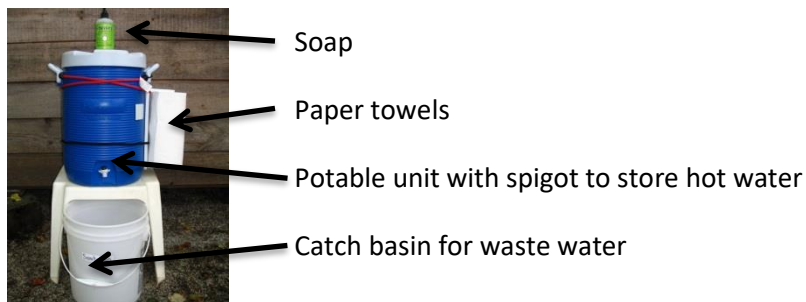 Soap
Paper towels
Potable unit with spigot to store hot water
Catch basin for waste water